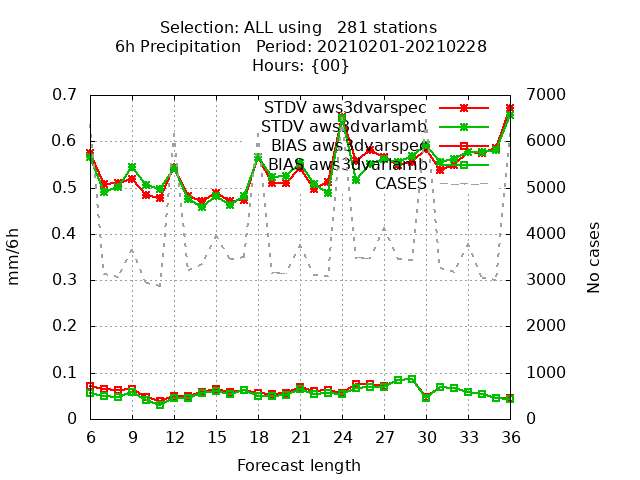 Selection: ALL using   281 stations
6h Precipitation   Period: 20210201-20210228
Hours: {00}
STDV aws3dvarspec
STDV aws3dvarlamb
BIAS aws3dvarspec
BIAS aws3dvarlamb
CASES
0.7
0.6
0.5
0.4
0.3
0.2
0.1
0
mm/6h
7000
6000
5000
4000
3000
2000
1000
0
No cases
6 9 12 15 18 21 24 27 30 33 36
Forecast length